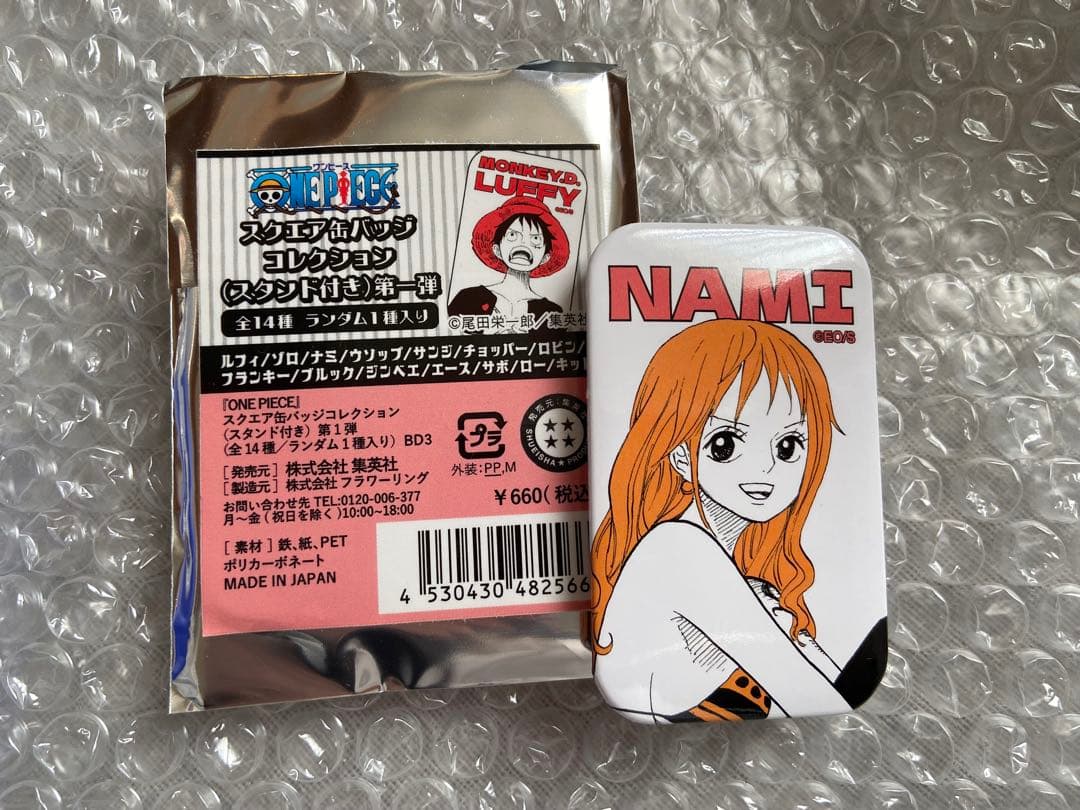 ワンピース
ONE PIECE
スクエア缶バッジ
コレクション
(スタンド付き)第一弾
全14種 ランダム1種入り
MONKEY.D.
LUFFY
©E.O/S
©尾田栄一郎/集英社
ルフィ/ゾロ/ナミ/ウソップ/サンジ/チョッパー/ロビン/
フランキー/ブルック/ジンベエ/エース/サボ/ロー/キッド
『ONE PIECE』
スクエア缶バッジコレクション
(スタンド付き) 第1弾
(全14種/ランダム1種入り) BD3
[ 発売元 ] 株式会社 集英社
[ 製造元 ] 株式会社 フラワーリング
お問い合わせ先 TEL:0120-006-377
月~金(祝日を除く)10:00~18:00
[ 素材 ] 鉄、紙、PET
ポリカーボネート
MADE IN JAPAN
プラ
外装:PP,M
発売元:集英
SHUEISHA ★ PROD
¥660(税込
4 530430 482566
NAMI
©EO/S